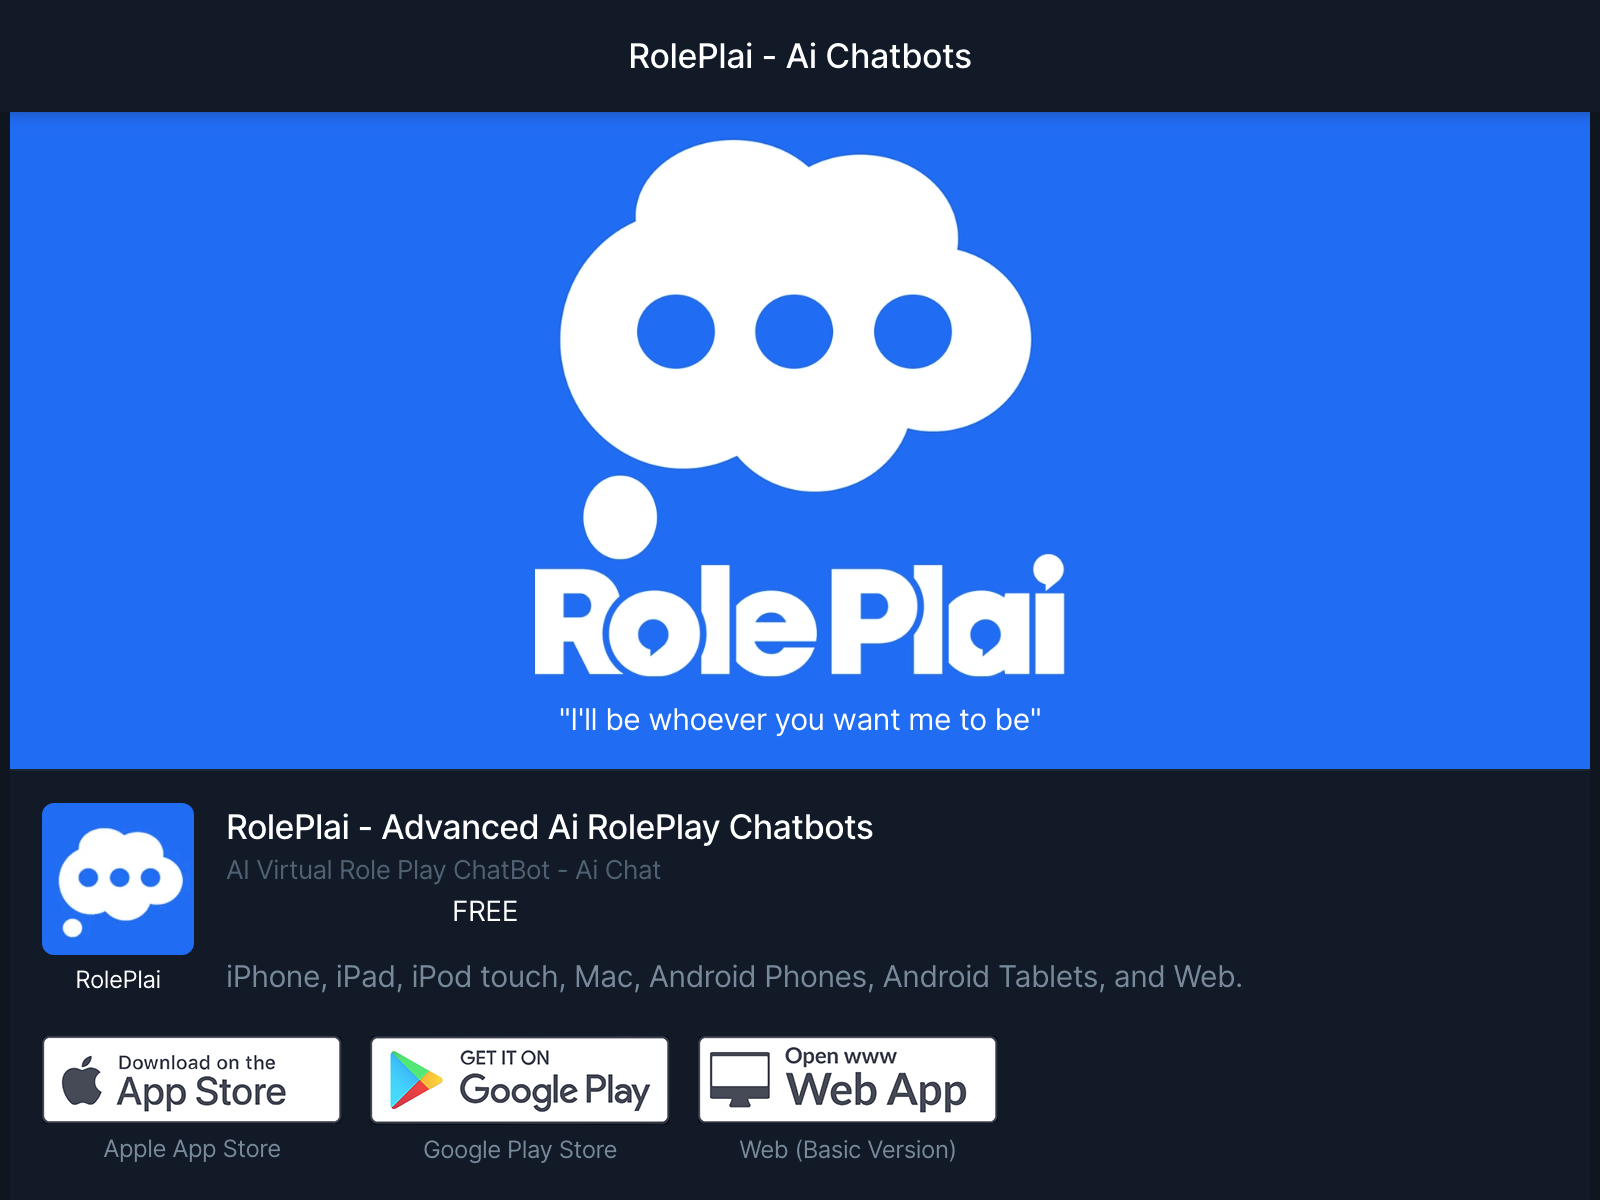 RolePlai - Ai Chatbots
Role Plai
"I'll be whoever you want me to be"
RolePlai - Advanced Ai RolePlay Chatbots
AI Virtual Role Play ChatBot - Ai Chat
FREE
RolePlai
iPhone, iPad, iPod touch, Mac, Android Phones, Android Tablets, and Web.
Download on the
App Store
GET IT ON
Google Play
Open www
Web App
Apple App Store
Google Play Store
Web (Basic Version)